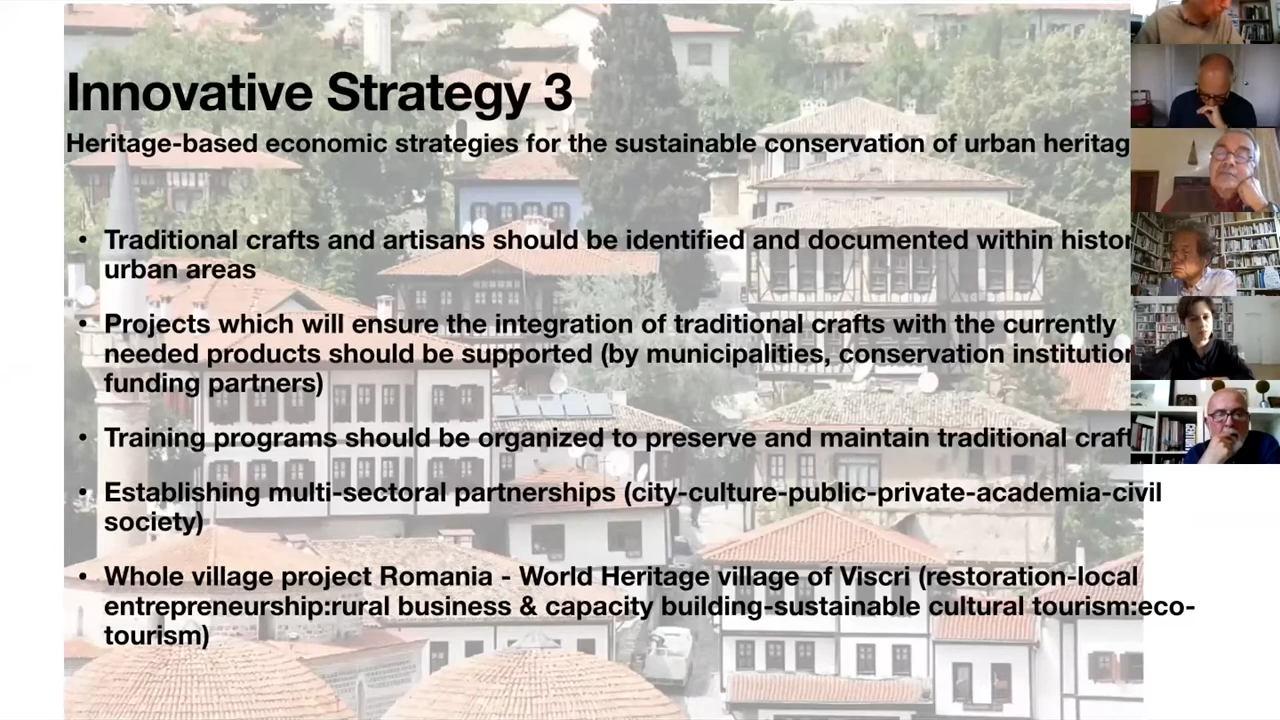 Innovative Strategy 3
Heritage-based economic strategies for the sustainable conservation of urban heritag
• Traditional crafts and artisans should be identified and documented within histor
urban areas
• Projects which will ensure the integration of traditional crafts with the currently
needed products should be supported (by municipalities, conservation institution
funding partners)
• Training programs should be organized to preserve and maintain traditional craft
• Establishing multi-sectoral partnerships (city-culture-public-private-academia-civil
society)
• Whole village project Romania - World Heritage village of Viscri (restoration-local
entrepreneurship:rural business & capacity building-sustainable cultural tourism:eco-
tourism)